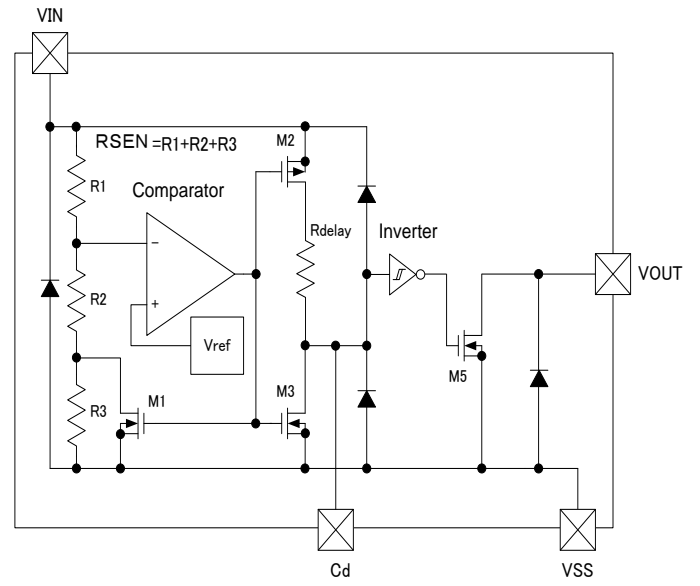 VIN
RSEN =R1+R2+R3
M2
R1
Comparator
Rdelay
Inverter
−
R2
+
Vref
VOUT
M5
R3
M1
M3
Cd
VSS